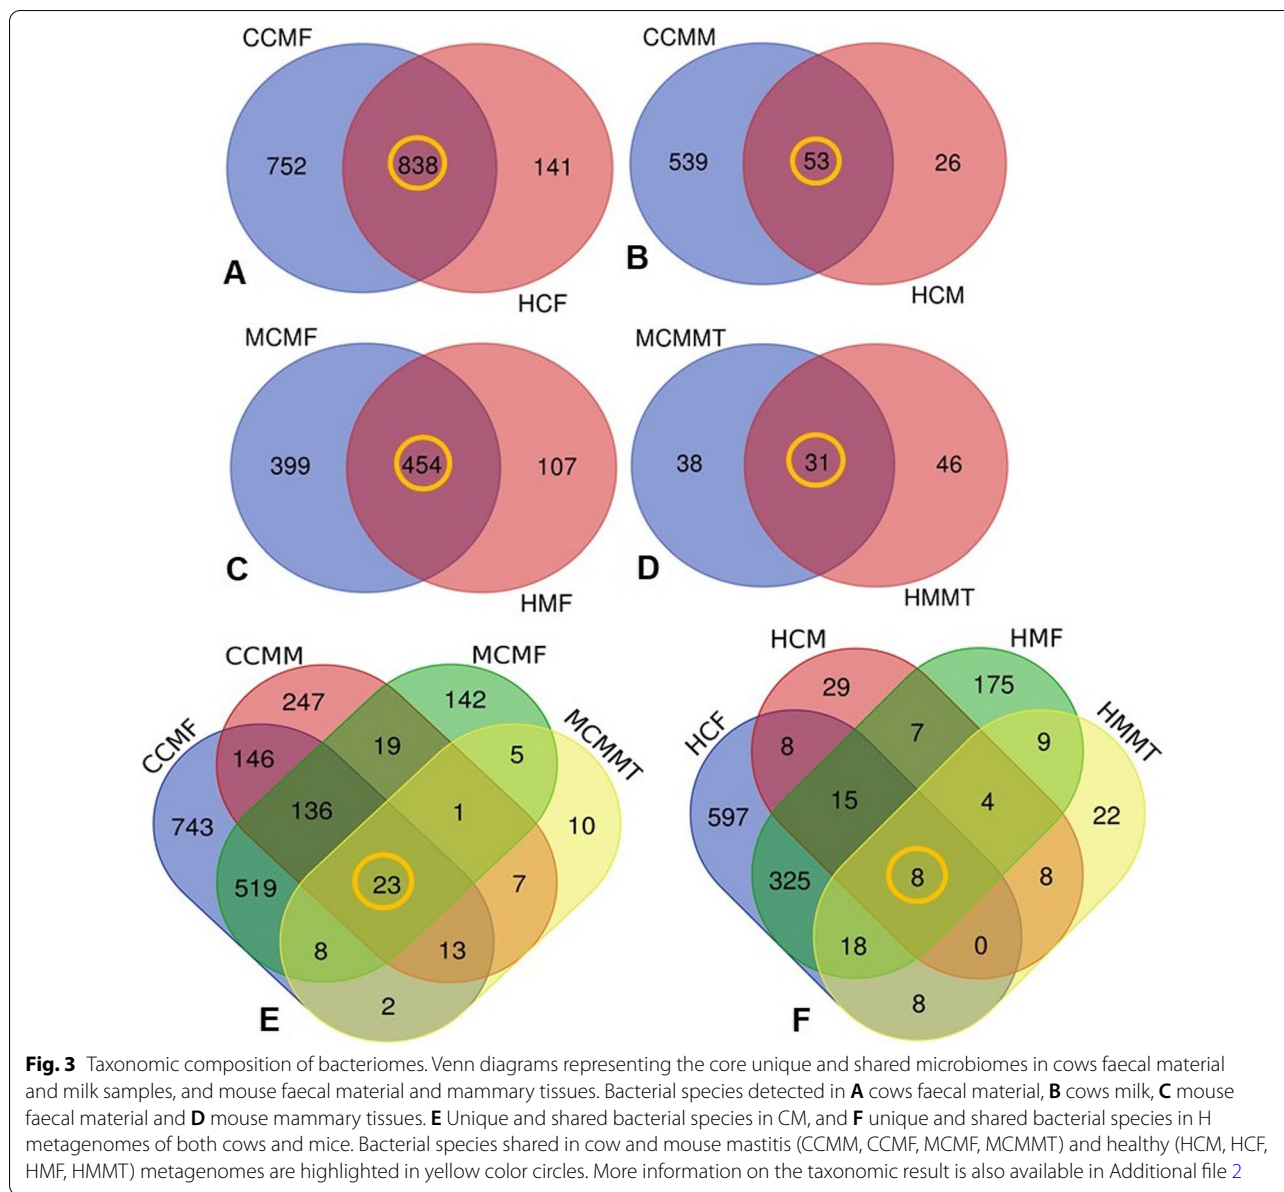 CCMF
752
838
141
A
HCF
CCMM
539
53
26
B
HCM
MCMF
399
454
107
C
HMF
MCMMT
38
31
46
D
HMMT
CCMM
MCMF
CCMF
MCMMT
247
142
146
19
5
743
136
1
10
519
23
7
8
13
2
E
HCM
HMF
HCF
HMMT
29
175
8
7
9
597
15
4
22
325
8
8
18
0
8
F
Fig. 3 Taxonomic composition of bacteriomes. Venn diagrams representing the core unique and shared microbiomes in cows faecal material
and milk samples, and mouse faecal material and mammary tissues. Bacterial species detected in A cows faecal material, B cows milk, C mouse
faecal material and D mouse mammary tissues. E Unique and shared bacterial species in CM, and F unique and shared bacterial species in H
metagenomes of both cows and mice. Bacterial species shared in cow and mouse mastitis (CCMM, CCMF, MCMF, MCMMT) and healthy (HCM, HCF,
HMF, HMMT) metagenomes are highlighted in yellow color circles. More information on the taxonomic result is also available in Additional file 2